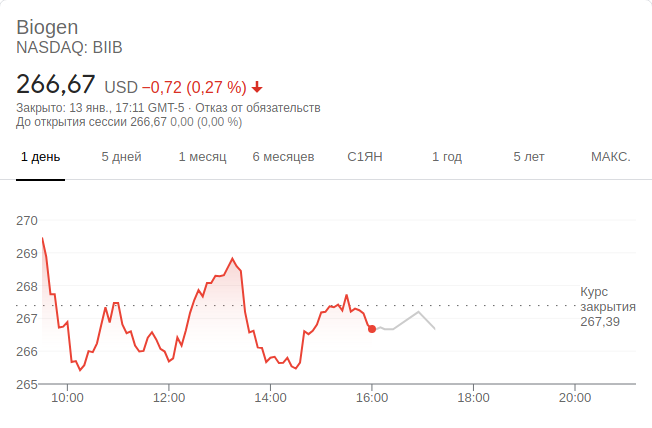 Biogen
NASDAQ: BIIB
266,67 USD −0,72 (0,27 %)
Закрыто: 13 янв., 17:11 GMT-5 · Отказ от обязательств
До открытия сессии 266,67 0,00 (0,00 %)
1 день 5 дней 1 месяц 6 месяцев С1ЯН 1 год 5 лет МАКС.
270
269
268
267
266
265
Курс
закрытия
267,39
10:00 12:00 14:00 16:00 18:00 20:00